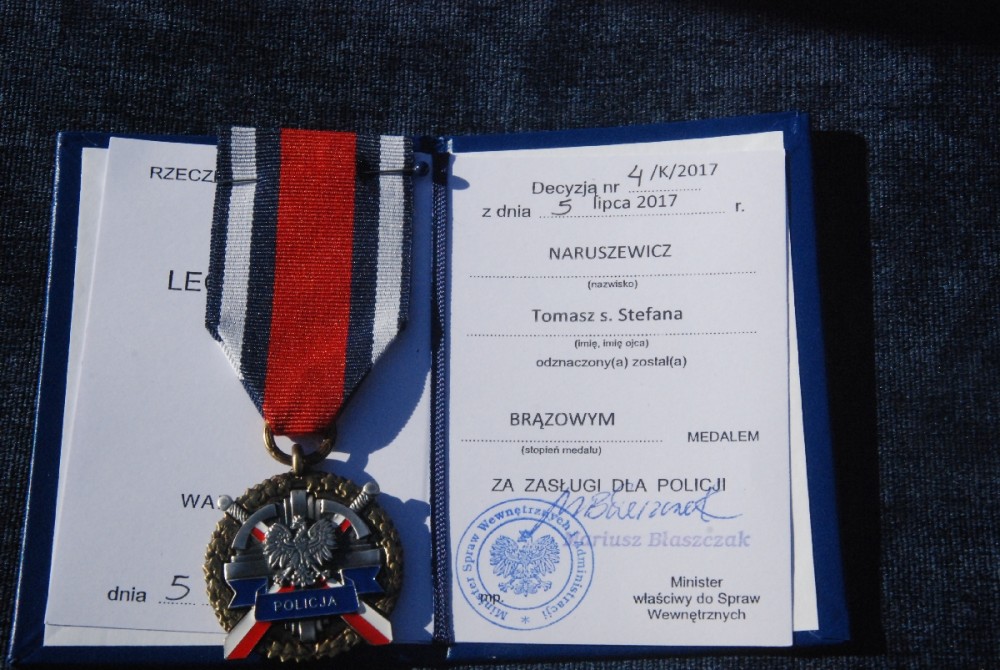 RZECZ
LEG
WA
dnia 5
POLICJA
Decyzja nr 4 /K/2017
z dnia 5 lipca 2017 r.
NARUSZEWICZ
(nazwisko)
Tomasz s. Stefana
(imię, imię ojca)
odznaczony(a) został(a)
BRĄZOWYM
(stopień medalu)
MEDALEM
ZA ZASŁUGI DLA POLICJI
Minister Spraw Wewnętrznych i Administracji
M Błaszczak
Mariusz Błaszczak
mp.
Minister
właściwy do Spraw
Wewnętrznych